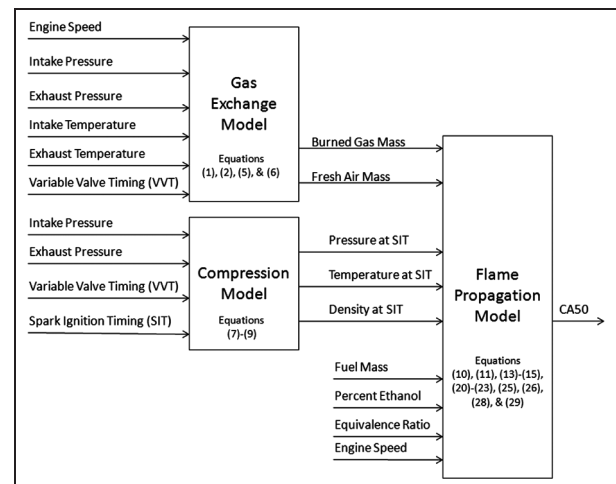 Engine Speed
Intake Pressure
Exhaust Pressure
Intake Temperature
Exhaust Temperature
Variable Valve Timing (VVT)
Gas
Exchange
Model
Equations
(1), (2), (5), & (6)
Burned Gas Mass
Fresh Air Mass
Intake Pressure
Exhaust Pressure
Variable Valve Timing (VVT)
Spark Ignition Timing (SIT)
Compression
Model
Equations
(7)-(9)
Pressure at SIT
Temperature at SIT
Density at SIT
Fuel Mass
Percent Ethanol
Equivalence Ratio
Engine Speed
Flame
Propagation
Model
Equations
(10), (11), (13)-(15),
(20)-(23), (25), (26),
(28), & (29)
CA50